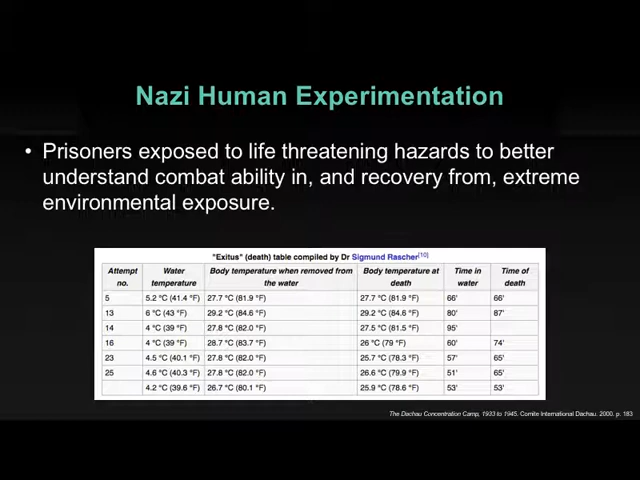 Nazi Human Experimentation
• Prisoners exposed to life threatening hazards to better
understand combat ability in, and recovery from, extreme
environmental exposure.
"Exitus" (death) table compiled by Dr Sigmund Rascher[10]
Attempt no. Water temperature Body temperature when removed from the water Body temperature at death Time in water Time of death
5 5.2 °C (41.4 °F) 27.7 °C (81.9 °F) 27.7 °C (81.9 °F) 66' 66'
13 6 °C (43 °F) 29.2 °C (84.6 °F) 29.2 °C (84.6 °F) 80' 87'
14 4 °C (39 °F) 27.8 °C (82.0 °F) 27.5 °C (81.5 °F) 95'
16 4 °C (39 °F) 28.7 °C (83.7 °F) 26 °C (79 °F) 60' 74'
23 4.5 °C (40.1 °F) 27.8 °C (82.0 °F) 25.7 °C (78.3 °F) 57' 65'
25 4.6 °C (40.3 °F) 27.8 °C (82.0 °F) 26.6 °C (79.9 °F) 51' 65'
4.2 °C (39.6 °F) 26.7 °C (80.1 °F) 25.9 °C (78.6 °F) 53' 53'
The Dachau Concentration Camp, 1933 to 1945. Comite International Dachau. 2000. p. 183